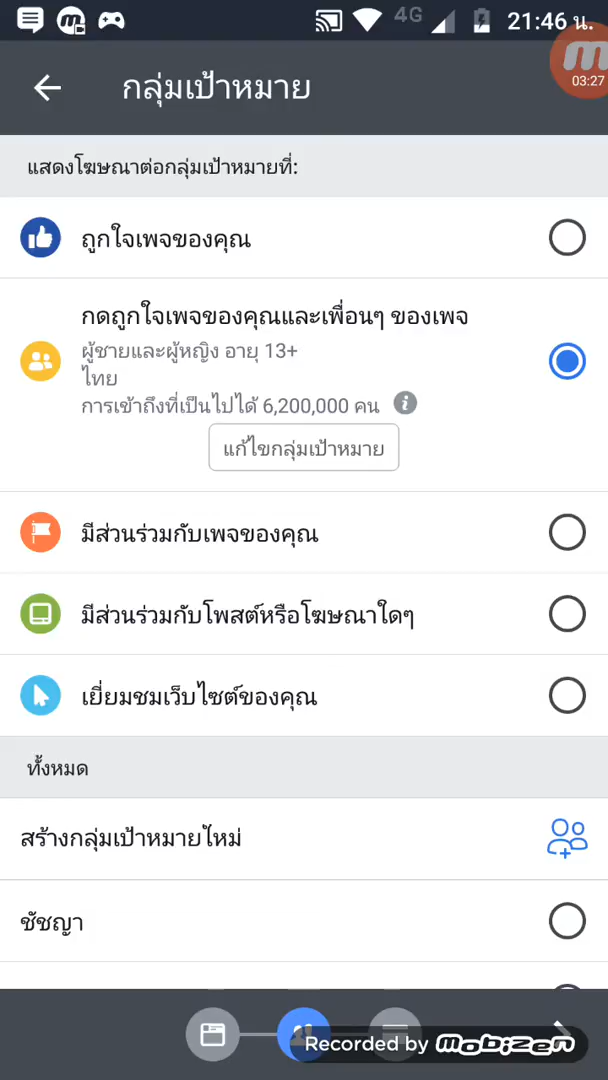 4G 21:46 น.
กลุ่มเป้าหมาย
03:27
แสดงโฆษณาต่อกลุ่มเป้าหมายที่:
ถูกใจเพจของคุณ
กดถูกใจเพจของคุณและเพื่อนๆ ของเพจ
ผู้ชายและผู้หญิง อายุ 13+
ไทย
การเข้าถึงที่เป็นไปได้ 6,200,000 คน
แก้ไขกลุ่มเป้าหมาย
มีส่วนร่วมกับเพจของคุณ
มีส่วนร่วมกับโพสต์หรือโฆษณาใดๆ
เยี่ยมชมเว็บไซต์ของคุณ
ทั้งหมด
สร้างกลุ่มเป้าหมายใหม่
ชัชญา
Recorded by mobizen